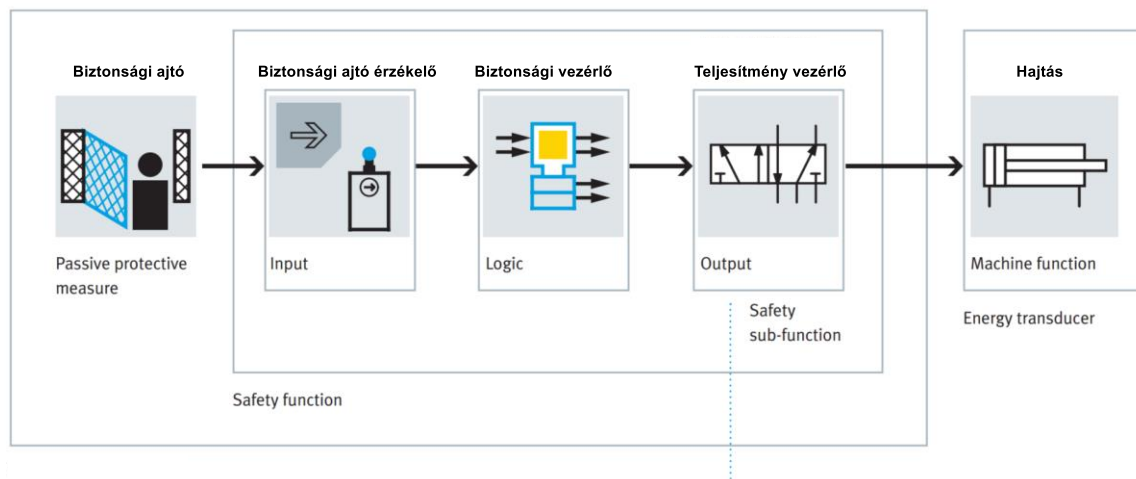 Biztonsági ajtó
Biztonsági ajtó érzékelő
Biztonsági vezérlő
Teljesítmény vezérlő
Hajtás
Passive protective
measure
Input
Logic
Output
Machine function
Safety
sub-function
Energy transducer
Safety function